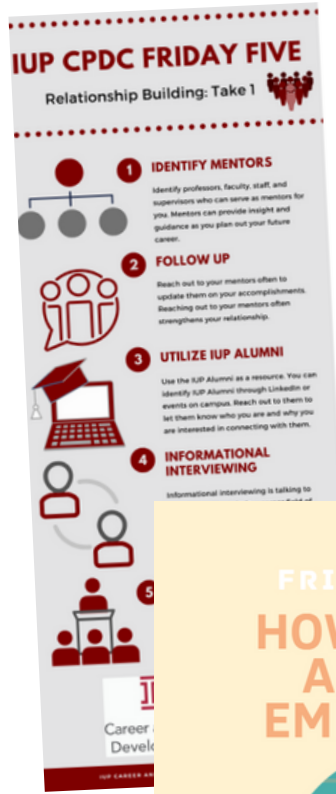 IUP CPDC FRIDAY FIVE
Relationship Building: Take 1
1 IDENTIFY MENTORS
Identify professors, faculty, staff, and
supervisors who can serve as mentors for
you. Mentors can provide insight and
guidance as you plan out your future
career.
2 FOLLOW UP
Reach out to your mentors often to
update them on your accomplishments.
Reaching out to your mentors often
strengthens your relationship.
3 UTILIZE IUP ALUMNI
Use the IUP Alumni as a resource. You can
identify IUP Alumni through LinkedIn or
events on campus. Reach out to them to
let them know who you are and why you
are interested in connecting with them.
4 INFORMATIONAL
INTERVIEWING
Informational interviewing is talking to
5
Career
Develo
IUP CAREER AN
FRI
HOW
A
EM